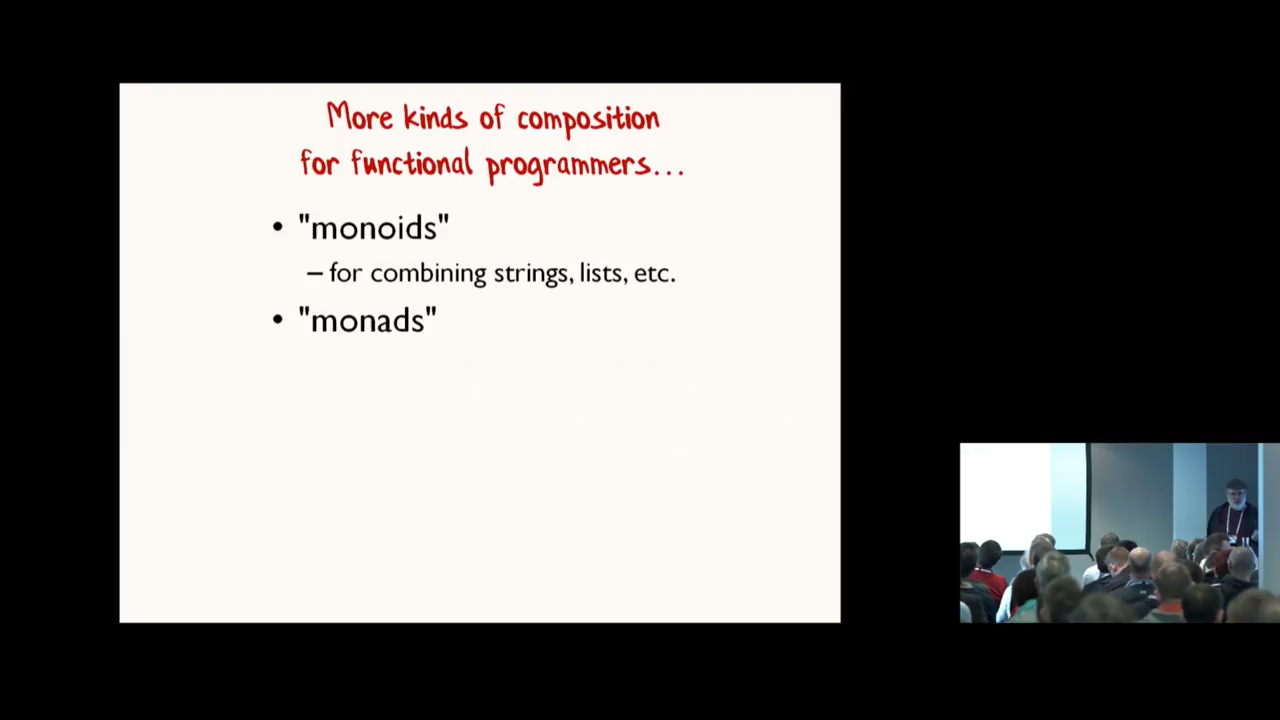 More kinds of composition
for functional programmers...
• "monoids"
– for combining strings, lists, etc.
• "monads"